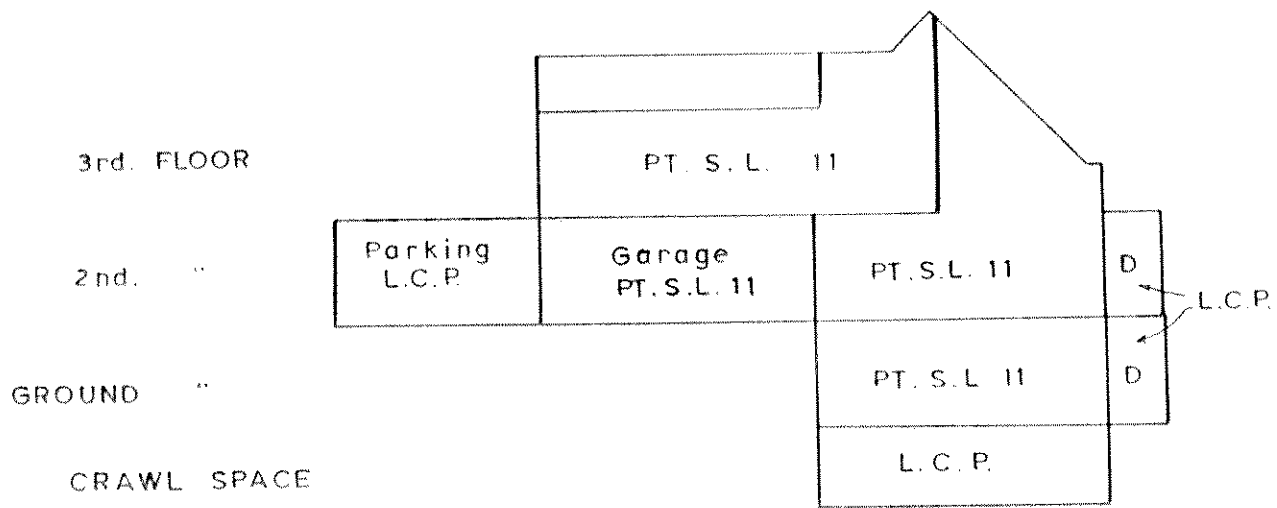 3rd. FLOOR
PT. S. L. 11
Parking
L.C.P.
Garage
PT. S. L. 11
2nd. "
PT. S. L. 11
D
L.C.P.
GROUND "
PT. S. L 11
D
CRAWL SPACE
L. C. P.